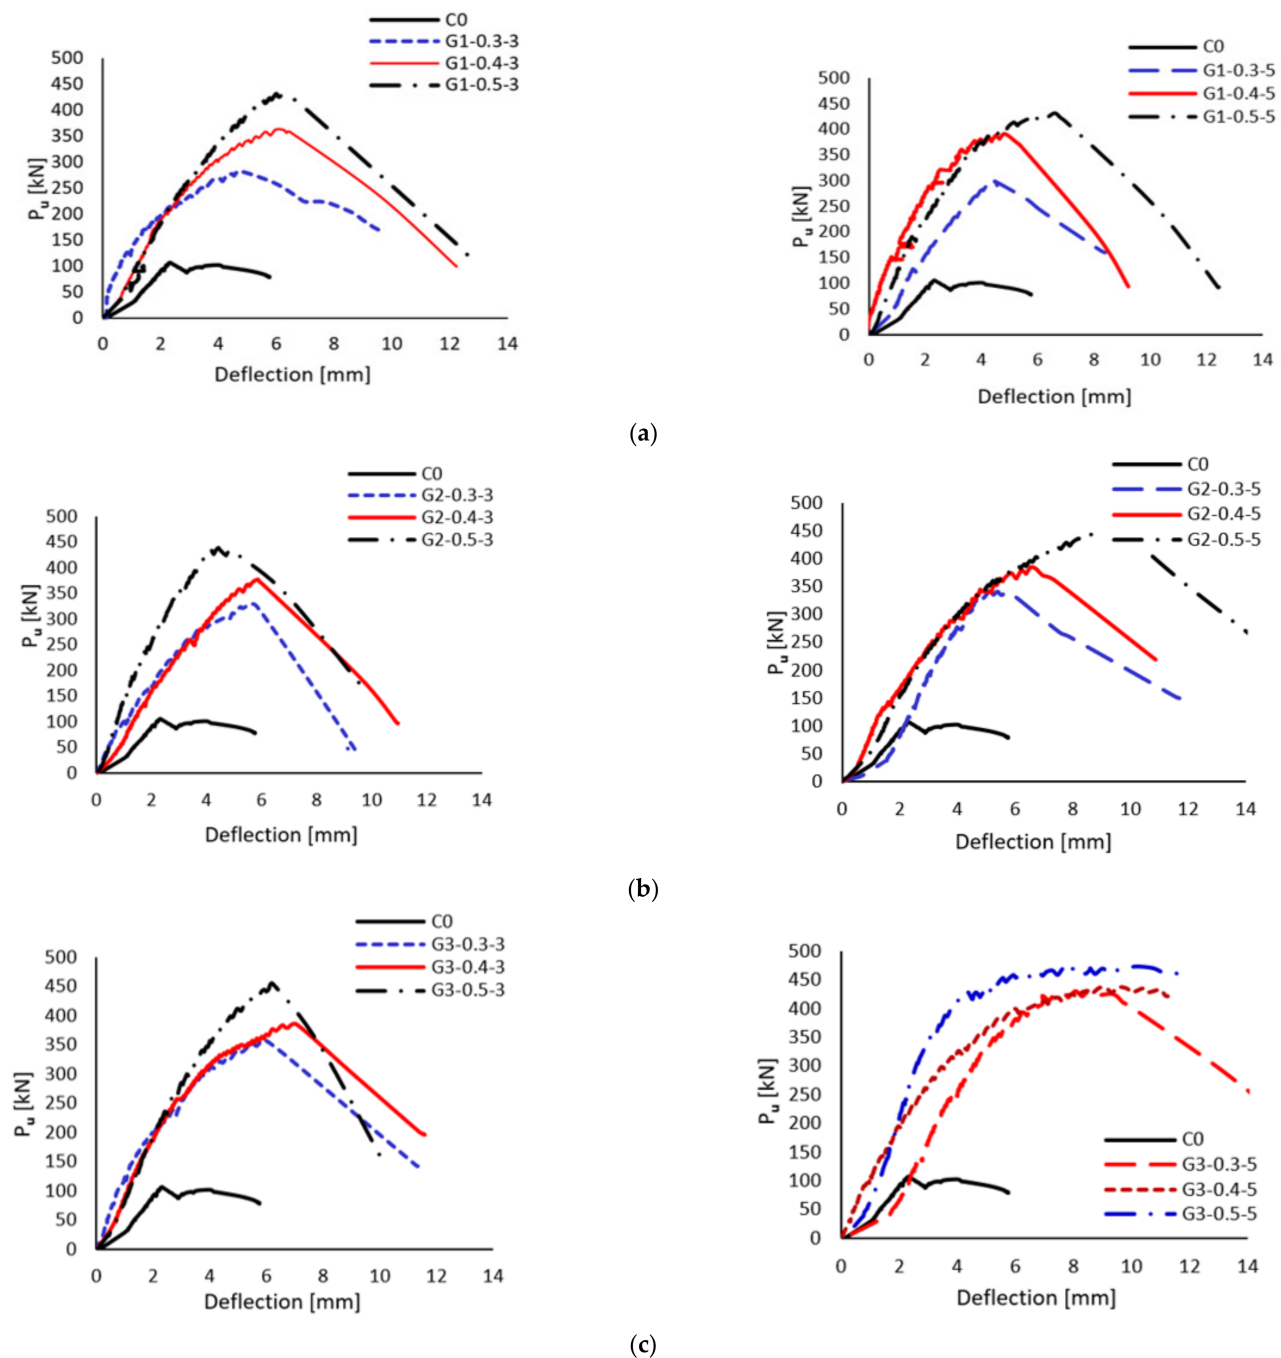 C0
G1-0.3-3
G1-0.4-3
G1-0.5-3
500
450
400
350
300
250
200
150
100
50
0
Pu [kN]
0 2 4 6 8 10 12 14
Deflection [mm]
C0
G1-0.3-5
G1-0.4-5
G1-0.5-5
500
450
400
350
300
250
200
150
100
50
0
Pu [kN]
0 2 4 6 8 10 12 14
Deflection [mm]
(a)
C0
G2-0.3-3
G2-0.4-3
G2-0.5-3
500
450
400
350
300
250
200
150
100
50
0
Pu [kN]
0 2 4 6 8 10 12 14
Deflection [mm]
C0
G2-0.3-5
G2-0.4-5
G2-0.5-5
500
450
400
350
300
250
200
150
100
50
0
Pu [kN]
0 2 4 6 8 10 12 14
Deflection [mm]
(b)
C0
G3-0.3-3
G3-0.4-3
G3-0.5-3
500
450
400
350
300
250
200
150
100
50
0
Pu [kN]
0 2 4 6 8 10 12 14
Deflection [mm]
500
450
400
350
300
250
200
150
100
50
0
Pu [kN]
C0
G3-0.3-5
G3-0.4-5
G3-0.5-5
0 2 4 6 8 10 12 14
Deflection [mm]
(c)